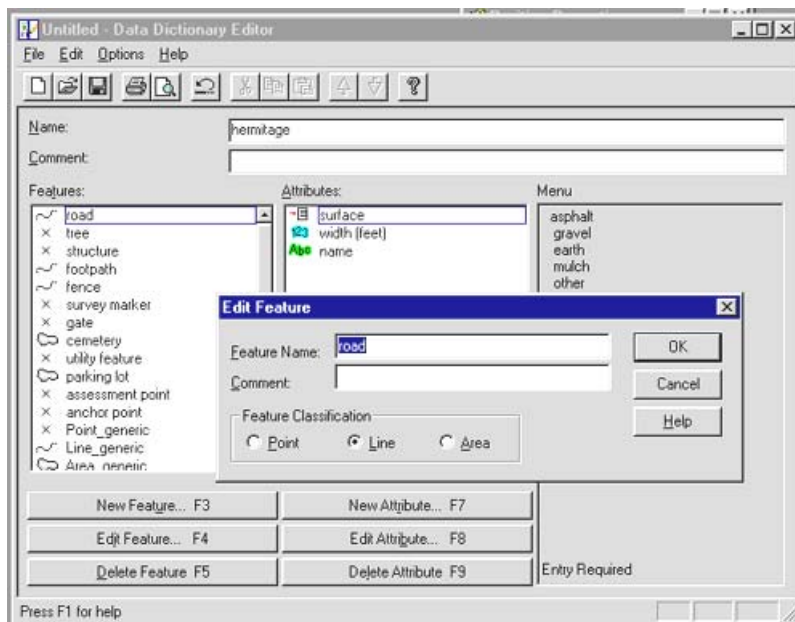 Untitled - Data Dictionary Editor
File Edit Options Help
Name: hermitage
Comment:
Features: Attributes: Menu
road
tree
structure
footpath
fence
survey marker
gate
cemetery
utility feature
parking lot
assessment point
anchor point
Point_generic
Line_generic
Area_generic
surface
123 width (feet)
Abc name
asphalt
gravel
earth
mulch
other
Edit Feature
Feature Name: road
Comment:
Feature Classification
Point Line Area
OK
Cancel
Help
New Feature... F3 New Attribute... F7
Edit Feature... F4 Edit Attribute... F8
Delete Feature F5 Delete Attribute F9
Entry Required
Press F1 for help